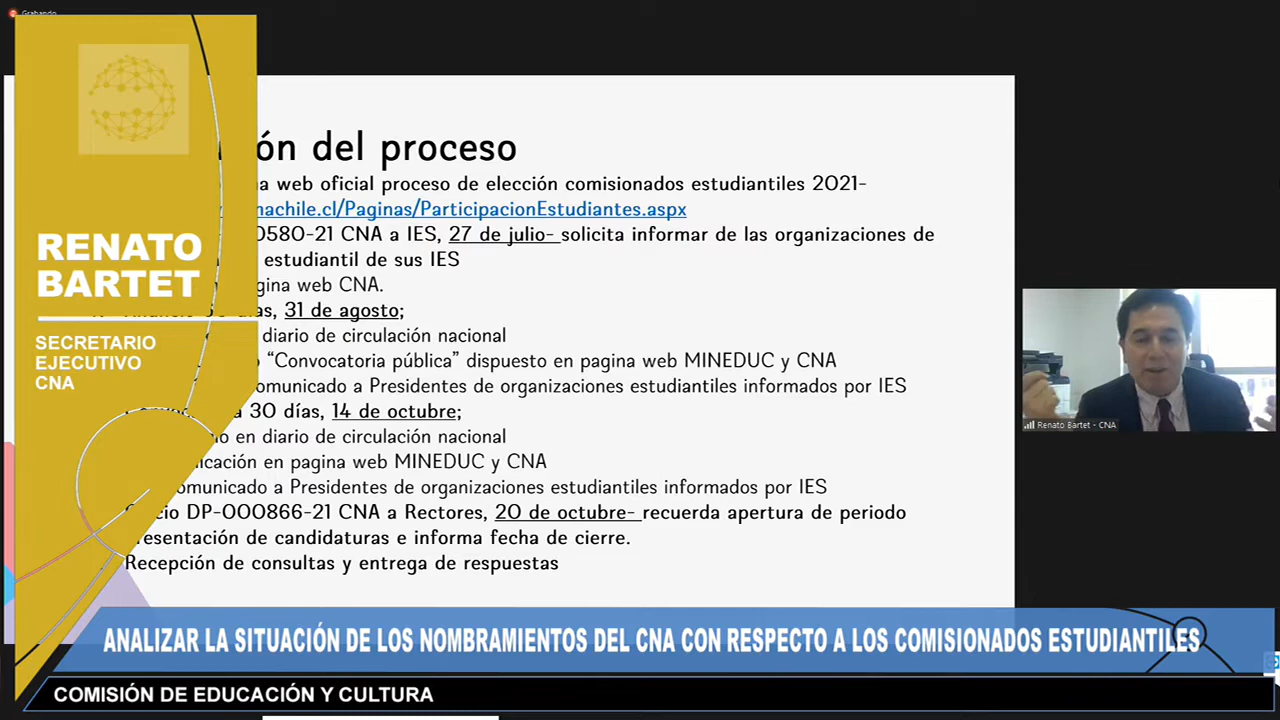 Grabando
ón del proceso
web oficial proceso de elección comisionados estudiantiles 2021-
machile.cl/Paginas/ParticipacionEstudiantes.aspx
0580-21 CNA a IES, 27 de julio- solicita informar de las organizaciones de
estudiantil de sus IES
gina web CNA.
días, 31 de agosto;
diario de circulación nacional
“Convocatoria pública” dispuesto en pagina web MINEDUC y CNA
omunicado a Presidentes de organizaciones estudiantiles informados por IES
a 30 días, 14 de octubre;
en diario de circulación nacional
icación en pagina web MINEDUC y CNA
omunicado a Presidentes de organizaciones estudiantiles informados por IES
cio DP-000866-21 CNA a Rectores, 20 de octubre- recuerda apertura de periodo
resentación de candidaturas e informa fecha de cierre.
Recepción de consultas y entrega de respuestas
RENATO
BARTET
SECRETARIO
EJECUTIVO
CNA
Renato Bartet - CNA
ANALIZAR LA SITUACIÓN DE LOS NOMBRAMIENTOS DEL CNA CON RESPECTO A LOS COMISIONADOS ESTUDIANTILES
COMISIÓN DE EDUCACIÓN Y CULTURA